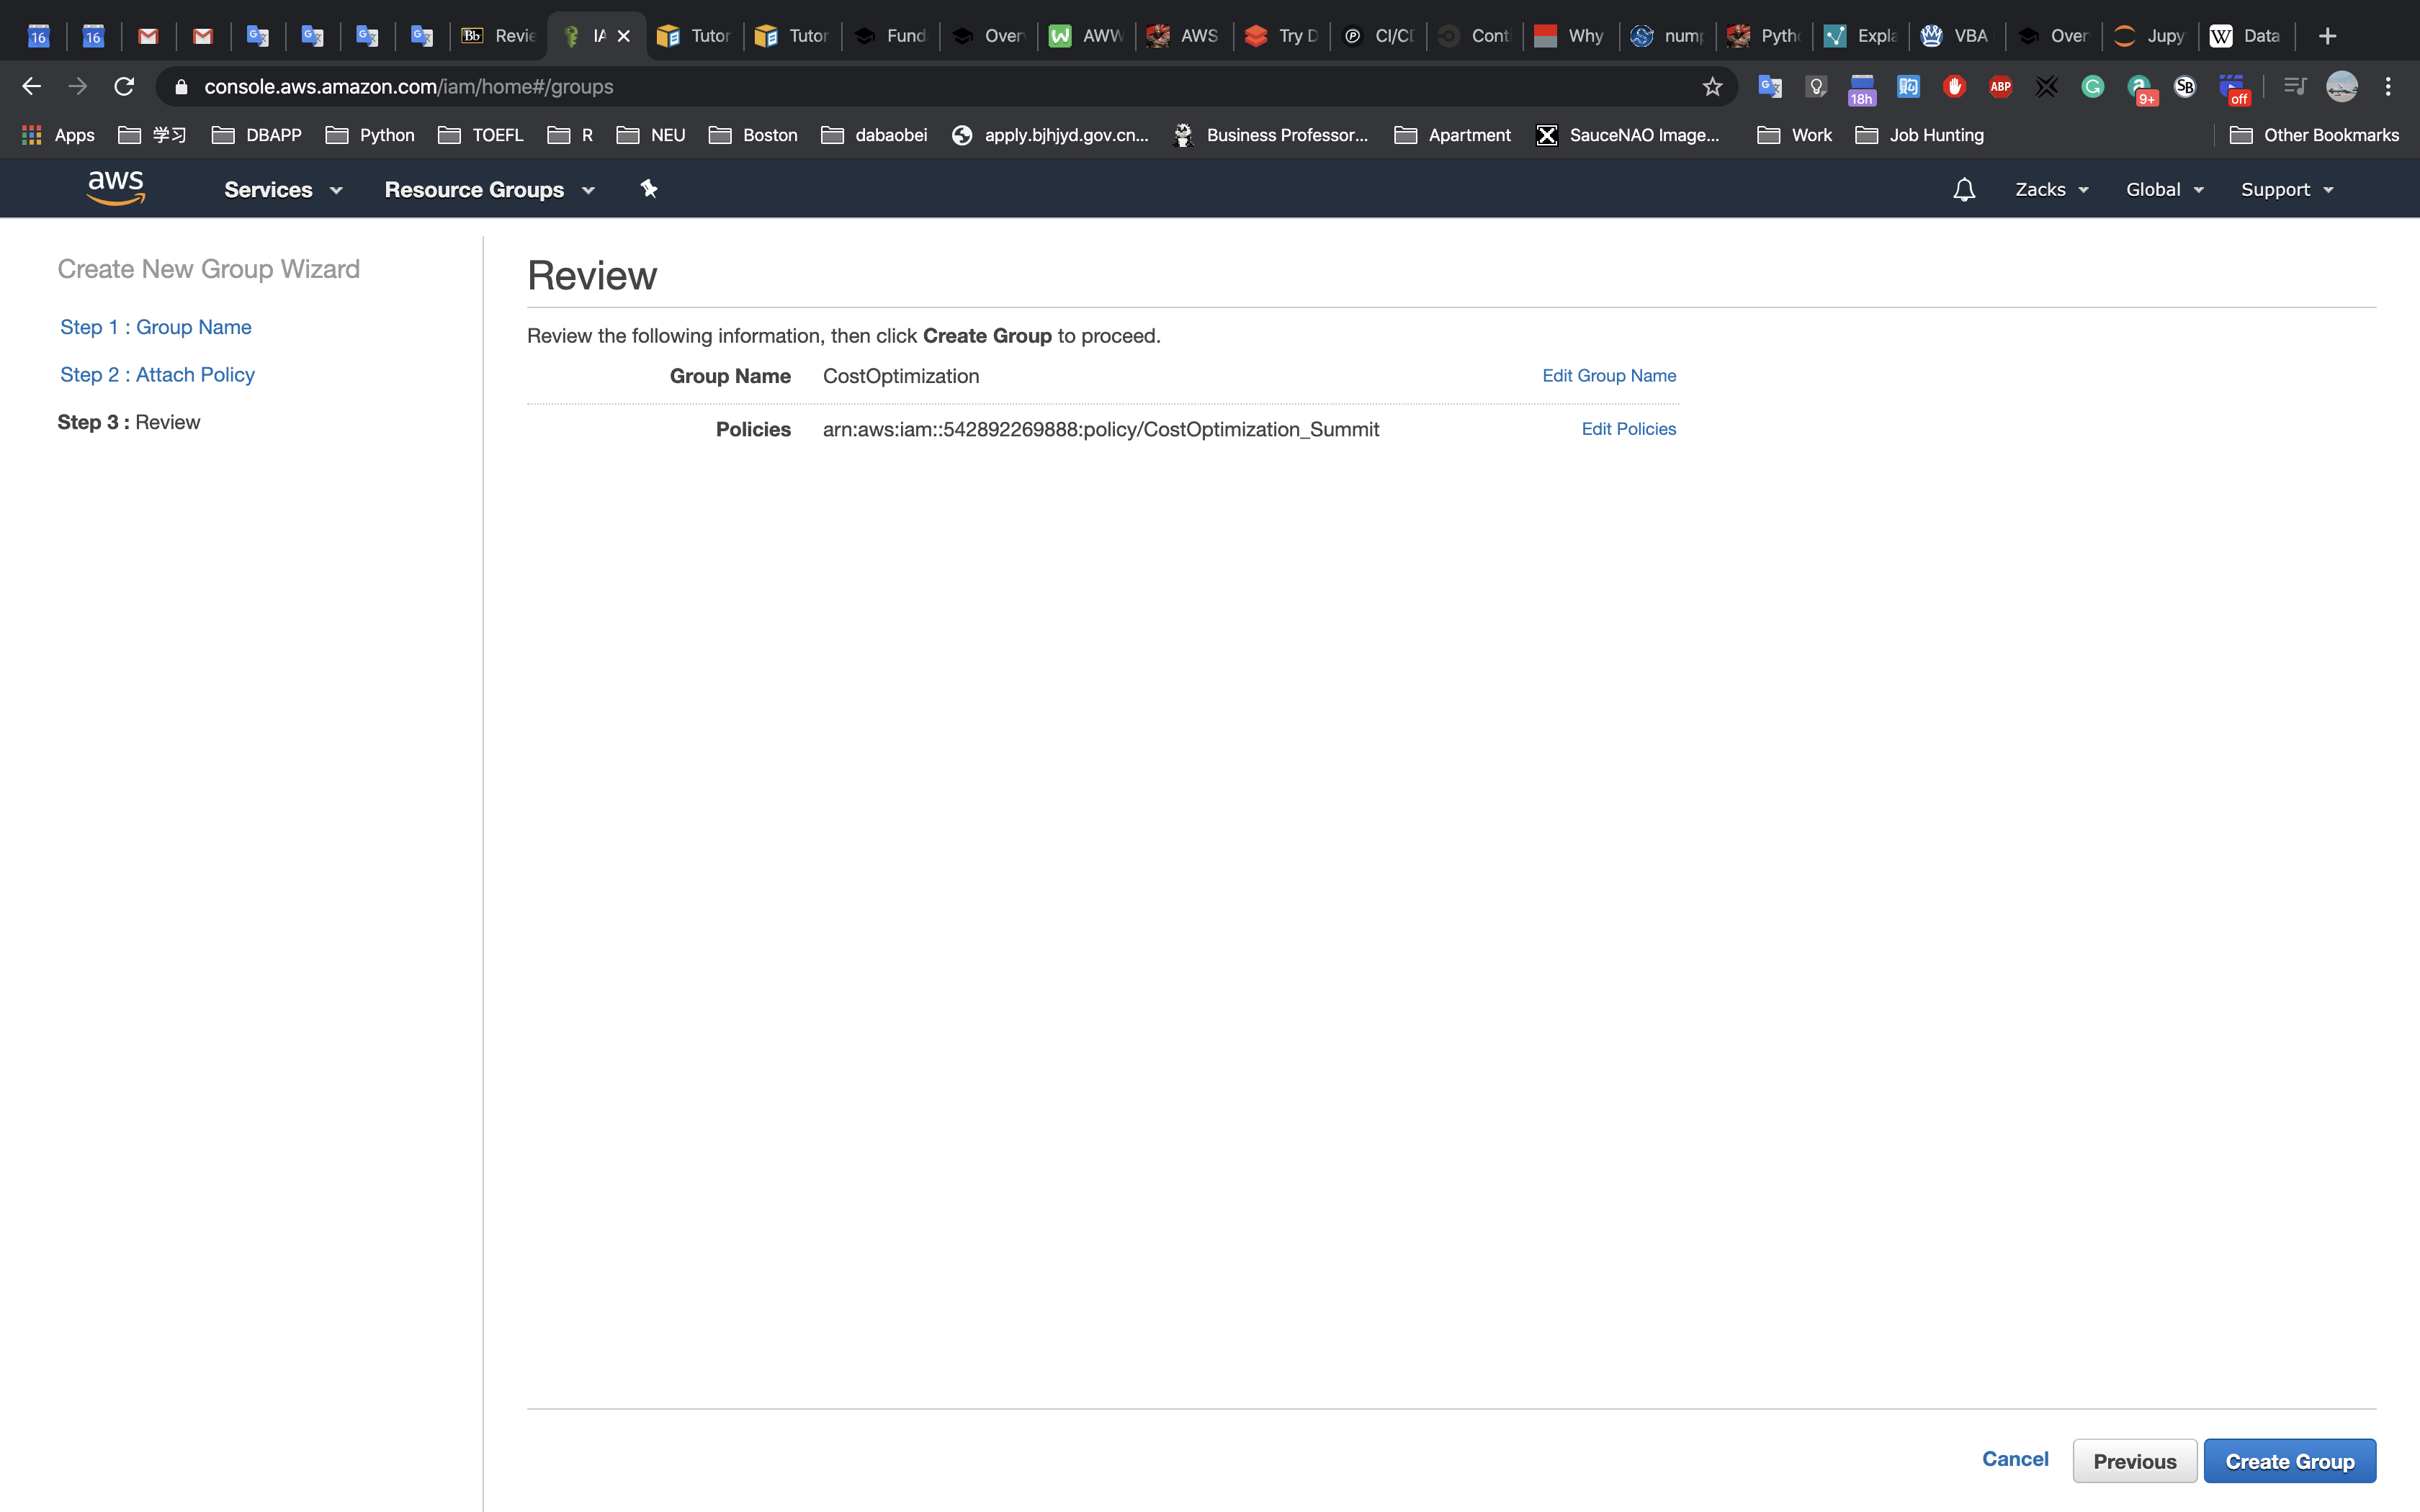 16 16 Bb Revie IA Tutor Tutor Fund Over AWW AWS Try D CI/CD Cont Why num Pyth Expla VBA Over Jupy W Data
console.aws.amazon.com/iam/home#/groups 18h ABP 9+ SB off
Apps 学习 DBAPP Python TOEFL R NEU Boston dabaobei apply.bjhjyd.gov.cn... Business Professor... Apartment SauceNAO Image... Work Job Hunting Other Bookmarks
aws Services Resource Groups Zacks Global Support
Create New Group Wizard
Step 1 : Group Name
Step 2 : Attach Policy
Step 3 : Review
Review
Review the following information, then click Create Group to proceed.
Group Name CostOptimization Edit Group Name
Policies arn:aws:iam::542892269888:policy/CostOptimization_Summit Edit Policies
Cancel Previous Create Group